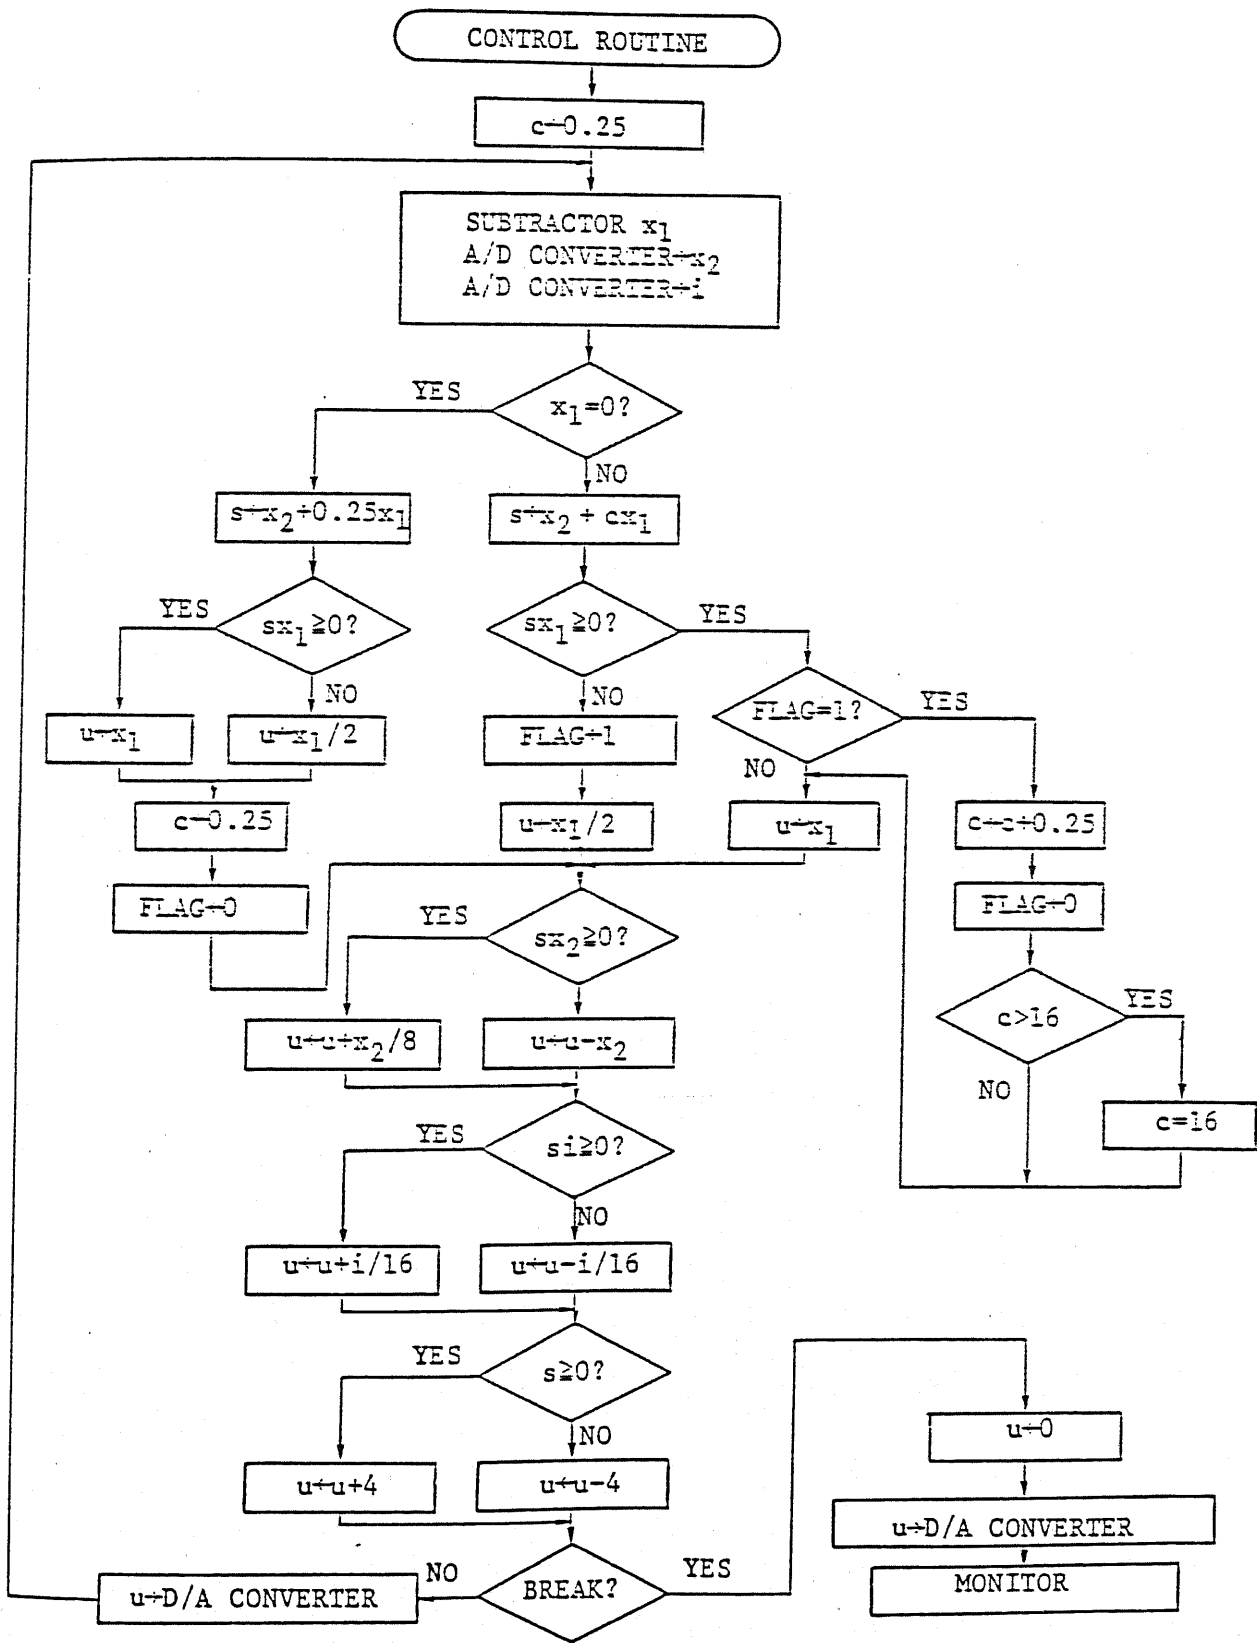 CONTROL ROUTINE
c←0.25
SUBTRACTOR x1
A/D CONVERTER→x2
A/D CONVERTER→i
YES
x1=0?
NO
s←x2+0.25x1
s←x2 + cx1
YES
sx1≧0?
NO
sx1≧0?
YES
NO
u←x1
u←x1/2
FLAG←1
FLAG=1?
YES
NO
c←0.25
u←x1/2
u←x1
c←c+0.25
FLAG←0
FLAG←0
YES
sx2≧0?
c>16
YES
NO
u←u+x2/8
u←u-x2
c=16
YES
si≧0?
NO
u←u+i/16
u←u-i/16
YES
s≧0?
NO
u←0
u←u+4
u←u-4
u→D/A CONVERTER
MONITOR
NO
BREAK?
YES
u→D/A CONVERTER